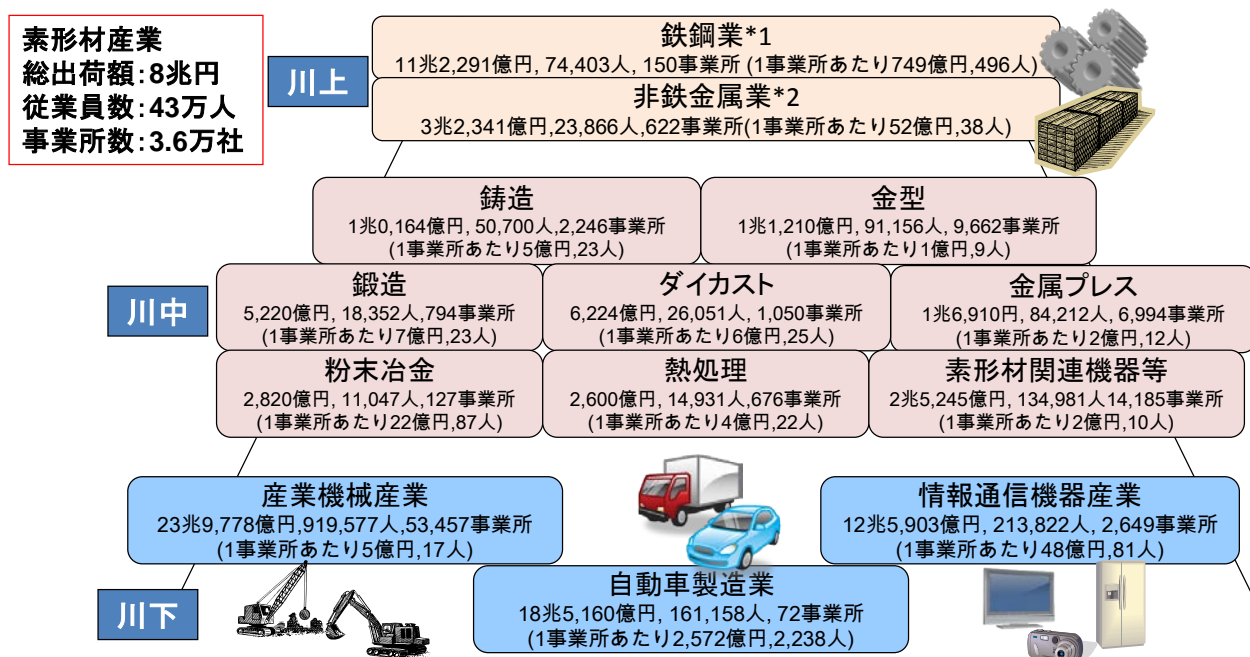 素形材産業
総出荷額:8兆円
従業員数:43万人
事業所数:3.6万社
川上
鉄鋼業*1
11兆2,291億円, 74,403人, 150事業所 (1事業所あたり749億円,496人)
非鉄金属業*2
3兆2,341億円,23,866人,622事業所(1事業所あたり52億円,38人)
川中
鋳造
1兆0,164億円, 50,700人,2,246事業所
(1事業所あたり5億円,23人)
金型
1兆1,210億円, 91,156人, 9,662事業所
(1事業所あたり1億円,9人)
鍛造
5,220億円, 18,352人,794事業所
(1事業所あたり7億円,23人)
ダイカスト
6,224億円, 26,051人, 1,050事業所
(1事業所あたり6億円,25人)
金属プレス
1兆6,910円, 84,212人, 6,994事業所
(1事業所あたり2億円,12人)
粉末冶金
2,820億円, 11,047人,127事業所
(1事業所あたり22億円,87人)
熱処理
2,600億円, 14,931人,676事業所
(1事業所あたり4億円,22人)
素形材関連機器等
2兆5,245億円, 134,981人14,185事業所
(1事業所あたり2億円,10人)
川下
産業機械産業
23兆9,778億円,919,577人,53,457事業所
(1事業所あたり5億円,17人)
情報通信機器産業
12兆5,903億円, 213,822人, 2,649事業所
(1事業所あたり48億円,81人)
自動車製造業
18兆5,160億円, 161,158人, 72事業所
(1事業所あたり2,572億円,2,238人)